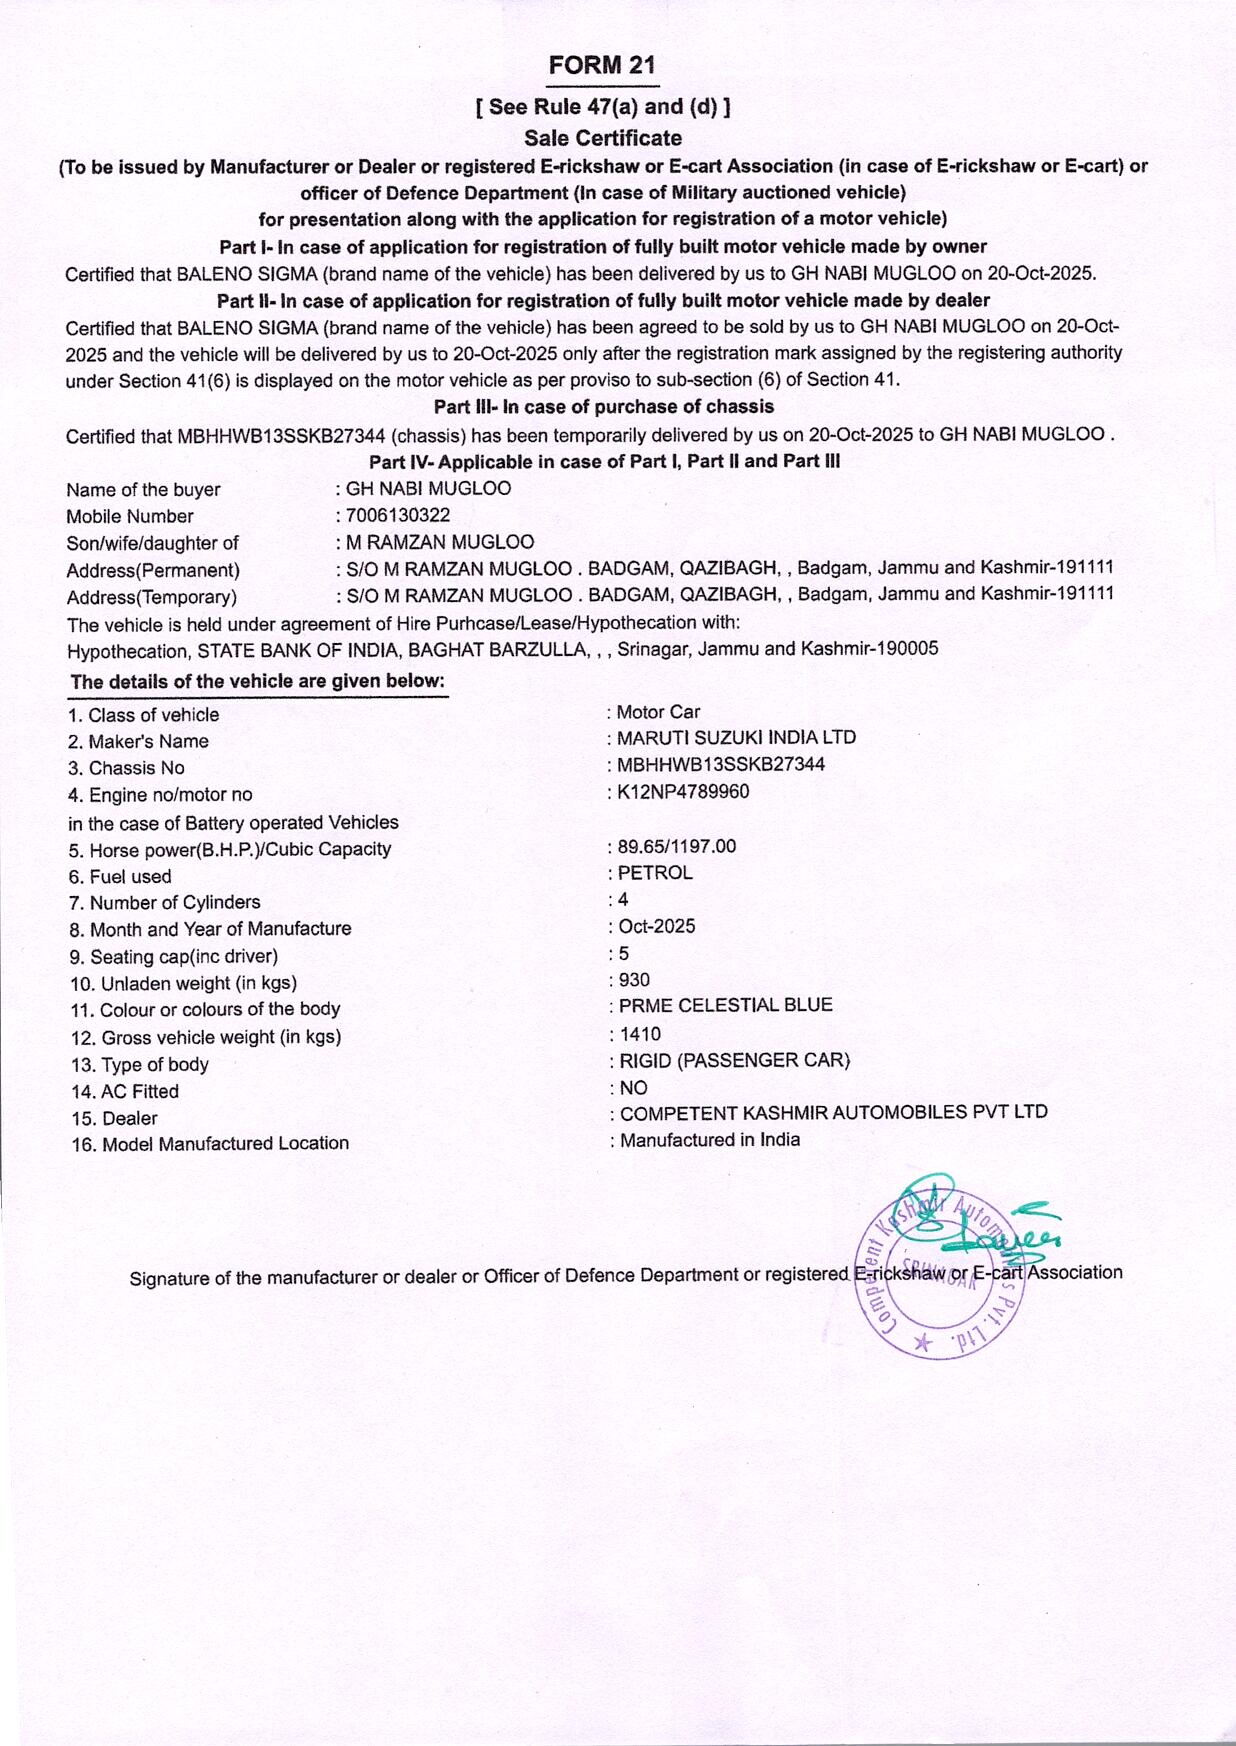 FORM 21
[ See Rule 47(a) and (d) ]
Sale Certificate
(To be issued by Manufacturer or Dealer or registered E-rickshaw or E-cart Association (in case of E-rickshaw or E-cart) or
officer of Defence Department (In case of Military auctioned vehicle)
for presentation along with the application for registration of a motor vehicle)
Part I- In case of application for registration of fully built motor vehicle made by owner
Certified that BALENO SIGMA (brand name of the vehicle) has been delivered by us to GH NABI MUGLOO on 20-Oct-2025.
Part II- In case of application for registration of fully built motor vehicle made by dealer
Certified that BALENO SIGMA (brand name of the vehicle) has been agreed to be sold by us to GH NABI MUGLOO on 20-Oct-
2025 and the vehicle will be delivered by us to 20-Oct-2025 only after the registration mark assigned by the registering authority
under Section 41(6) is displayed on the motor vehicle as per proviso to sub-section (6) of Section 41.
Part III- In case of purchase of chassis
Certified that MBHHWB13SSKB27344 (chassis) has been temporarily delivered by us on 20-Oct-2025 to GH NABI MUGLOO .
Part IV- Applicable in case of Part I, Part II and Part III
Name of the buyer : GH NABI MUGLOO
Mobile Number : 7006130322
Son/wife/daughter of : M RAMZAN MUGLOO
Address(Permanent) : S/O M RAMZAN MUGLOO . BADGAM, QAZIBAGH, , Badgam, Jammu and Kashmir-191111
Address(Temporary) : S/O M RAMZAN MUGLOO . BADGAM, QAZIBAGH, , Badgam, Jammu and Kashmir-191111
The vehicle is held under agreement of Hire Purhcase/Lease/Hypothecation with:
Hypothecation, STATE BANK OF INDIA, BAGHAT BARZULLA, , , Srinagar, Jammu and Kashmir-190005
The details of the vehicle are given below:
1. Class of vehicle : Motor Car
2. Maker's Name : MARUTI SUZUKI INDIA LTD
3. Chassis No : MBHHWB13SSKB27344
4. Engine no/motor no : K12NP4789960
in the case of Battery operated Vehicles
5. Horse power(B.H.P.)/Cubic Capacity : 89.65/1197.00
6. Fuel used : PETROL
7. Number of Cylinders : 4
8. Month and Year of Manufacture : Oct-2025
9. Seating cap(inc driver) : 5
10. Unladen weight (in kgs) : 930
11. Colour or colours of the body : PRME CELESTIAL BLUE
12. Gross vehicle weight (in kgs) : 1410
13. Type of body : RIGID (PASSENGER CAR)
14. AC Fitted : NO
15. Dealer : COMPETENT KASHMIR AUTOMOBILES PVT LTD
16. Model Manufactured Location : Manufactured in India
Signature of the manufacturer or dealer or Officer of Defence Department or registered E-rickshaw or E-cart Association
Competent Kashmir Automobiles Pvt. Ltd.
SRINAGAR